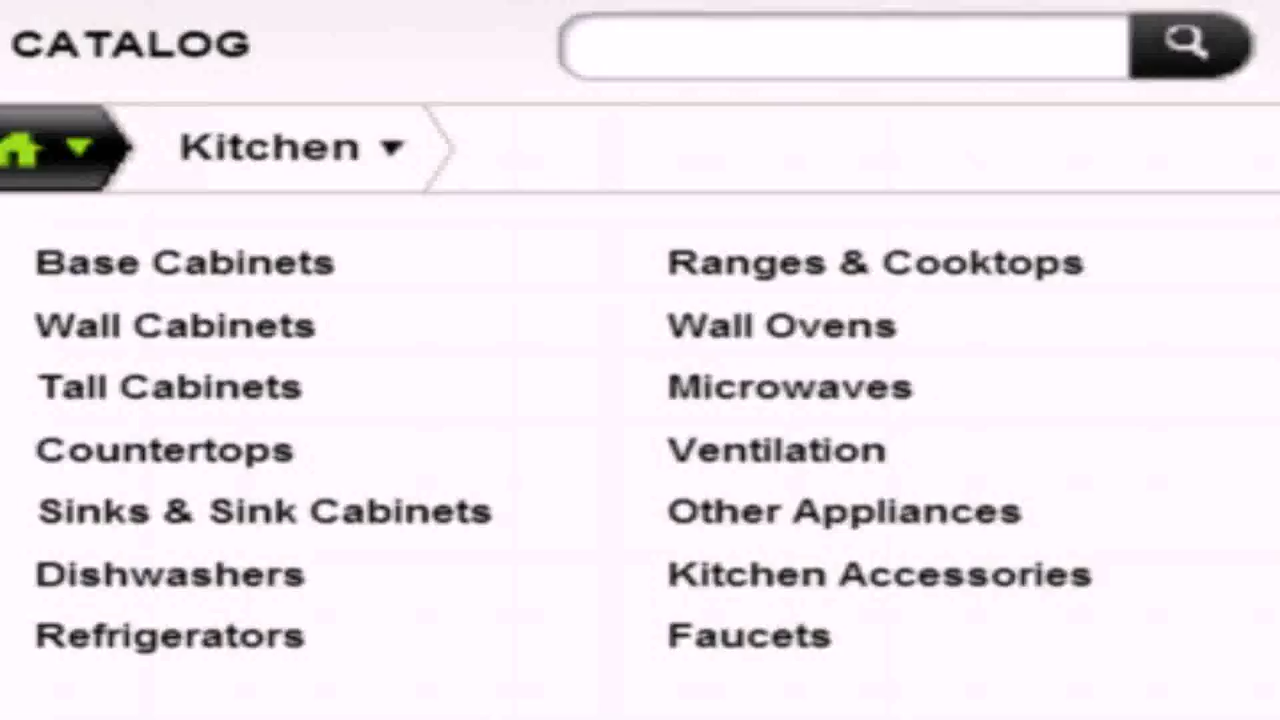 CATALOG
Kitchen
Base Cabinets
Wall Cabinets
Tall Cabinets
Countertops
Sinks & Sink Cabinets
Dishwashers
Refrigerators
Ranges & Cooktops
Wall Ovens
Microwaves
Ventilation
Other Appliances
Kitchen Accessories
Faucets